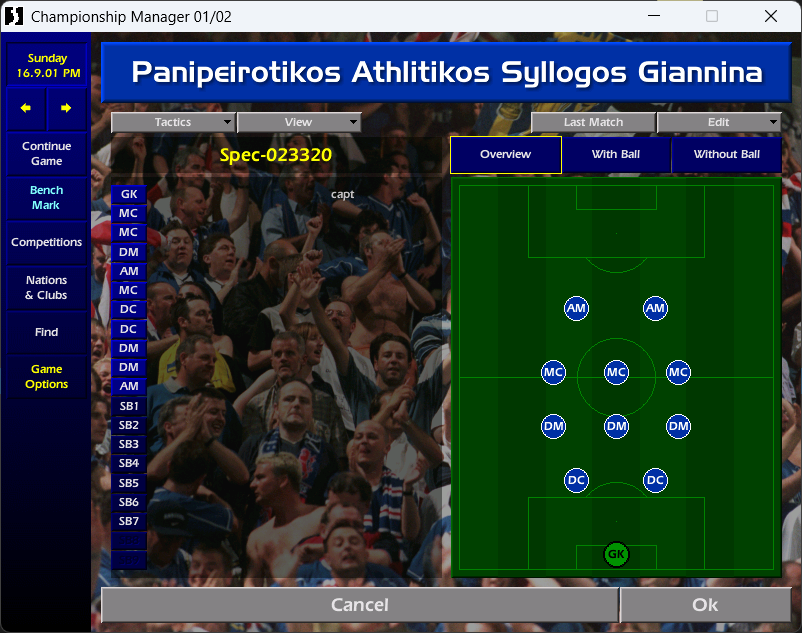 Championship Manager 01/02
Sunday
16.9.01 PM
Panipeirotikos Athlitikos Syllogos Giannina
Continue
Game
Bench
Mark
Competitions
Nations
& Clubs
Find
Game
Options
Tactics
View
Last Match
Edit
Spec-023320
Overview
With Ball
Without Ball
GK
capt
MC
MC
DM
AM
MC
DC
DC
DM
DM
AM
SB1
SB2
SB3
SB4
SB5
SB6
SB7
AM AM
MC MC MC
DM DM DM
DC DC
GK
Cancel
Ok